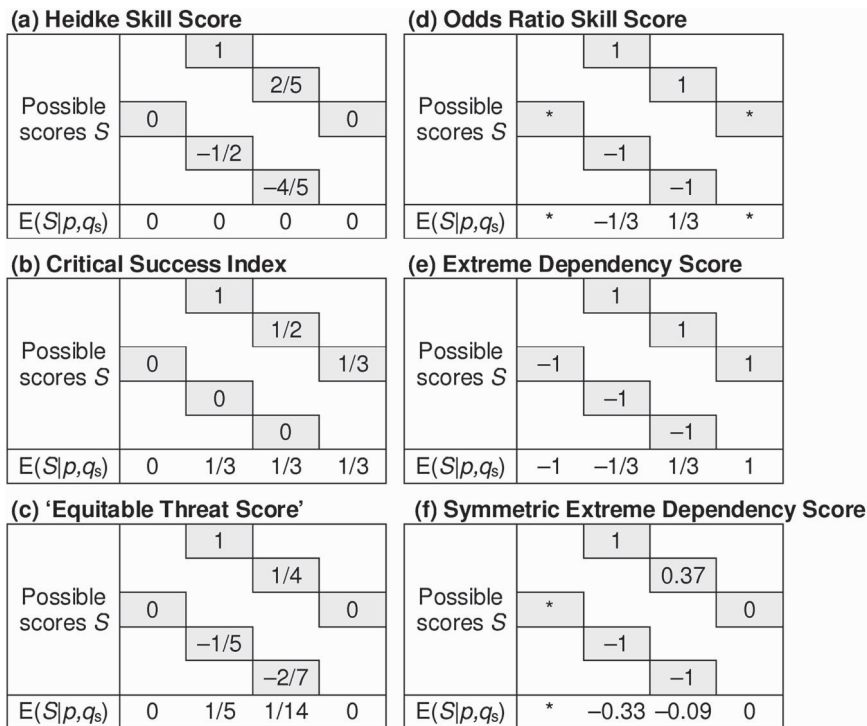 (a) Heidke Skill Score
1
2/5
Possible
scores S
0
0
–1/2
–4/5
E(S|p,qs) 0 0 0 0
(b) Critical Success Index
1
1/2
Possible
scores S
0
1/3
0
0
E(S|p,qs) 0 1/3 1/3 1/3
(c) ‘Equitable Threat Score’
1
1/4
Possible
scores S
0
0
–1/5
–2/7
E(S|p,qs) 0 1/5 1/14 0
(d) Odds Ratio Skill Score
1
1
Possible
scores S
*
*
–1
–1
E(S|p,qs) * –1/3 1/3 *
(e) Extreme Dependency Score
1
1
Possible
scores S
–1
1
–1
–1
E(S|p,qs) –1 –1/3 1/3 1
(f) Symmetric Extreme Dependency Score
1
0.37
Possible
scores S
*
0
–1
–1
E(S|p,qs) * –0.33 –0.09 0